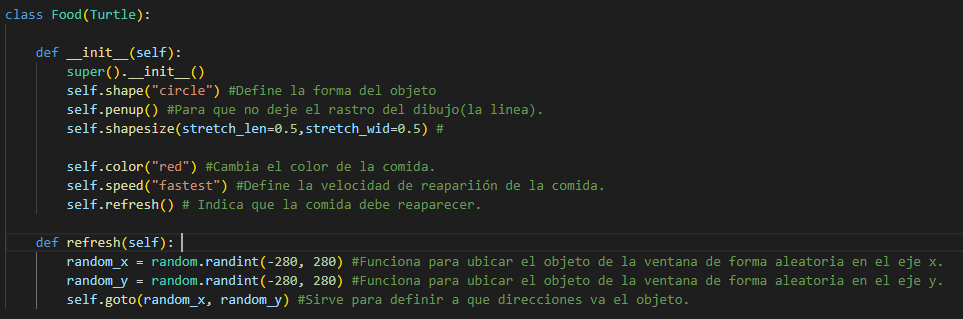 class Food(Turtle):
def __init__(self):
super().__init__()
self.shape("circle") #Define la forma del objeto
self.penup() #Para que no deje el rastro del dibujo(la linea).
self.shapesize(stretch_len=0.5,stretch_wid=0.5) #
self.color("red") #Cambia el color de la comida.
self.speed("fastest") #Define la velocidad de reapariión de la comida.
self.refresh() # Indica que la comida debe reaparecer.
def refresh(self):
random_x = random.randint(-280, 280) #Funciona para ubicar el objeto de la ventana de forma aleatoria en el eje x.
random_y = random.randint(-280, 280) #Funciona para ubicar el objeto de la ventana de forma aleatoria en el eje y.
self.goto(random_x, random_y) #Sirve para definir a que direcciones va el objeto.